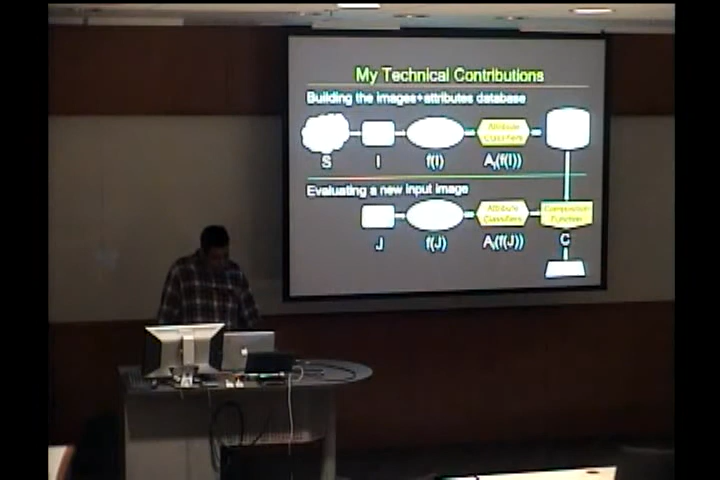 My Technical Contributions
Building the images+attributes database
Attribute
Classifiers
S I f(I) Aᵢ(f(I))
Evaluating a new input image
Attribute
Classifiers
Composition
Function
J f(J) Aᵢ(f(J)) C